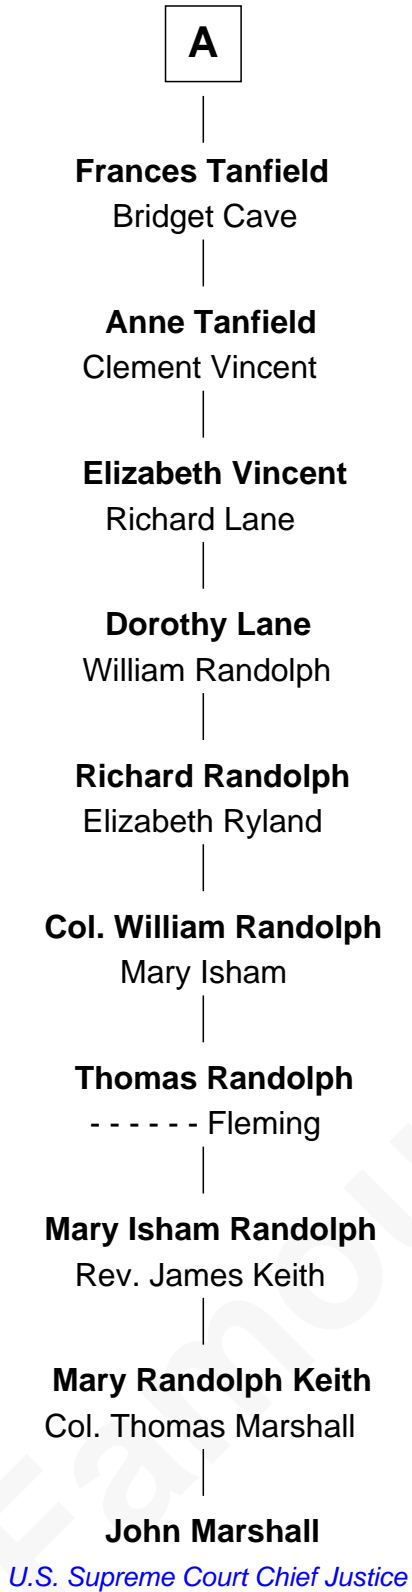 A
Frances Tanfield
Bridget Cave
Anne Tanfield
Clement Vincent
Elizabeth Vincent
Richard Lane
Dorothy Lane
William Randolph
Richard Randolph
Elizabeth Ryland
Col. William Randolph
Mary Isham
Thomas Randolph
- - - - - - Fleming
Mary Isham Randolph
Rev. James Keith
Mary Randolph Keith
Col. Thomas Marshall
John Marshall
U.S. Supreme Court Chief Justice